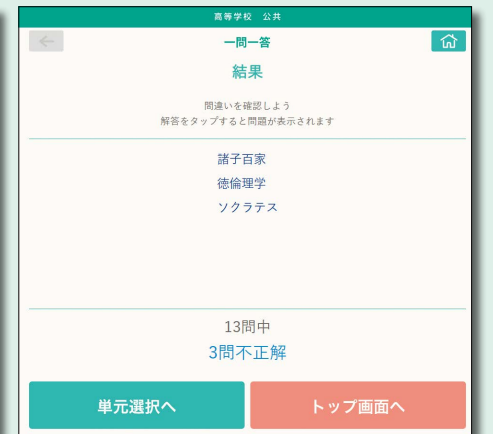 高等学校 公共
一問一答
結果
間違いを確認しよう
解答をタップすると問題が表示されます
諸子百家
徳倫理学
ソクラテス
13問中
3問不正解
単元選択へ
トップ画面へ